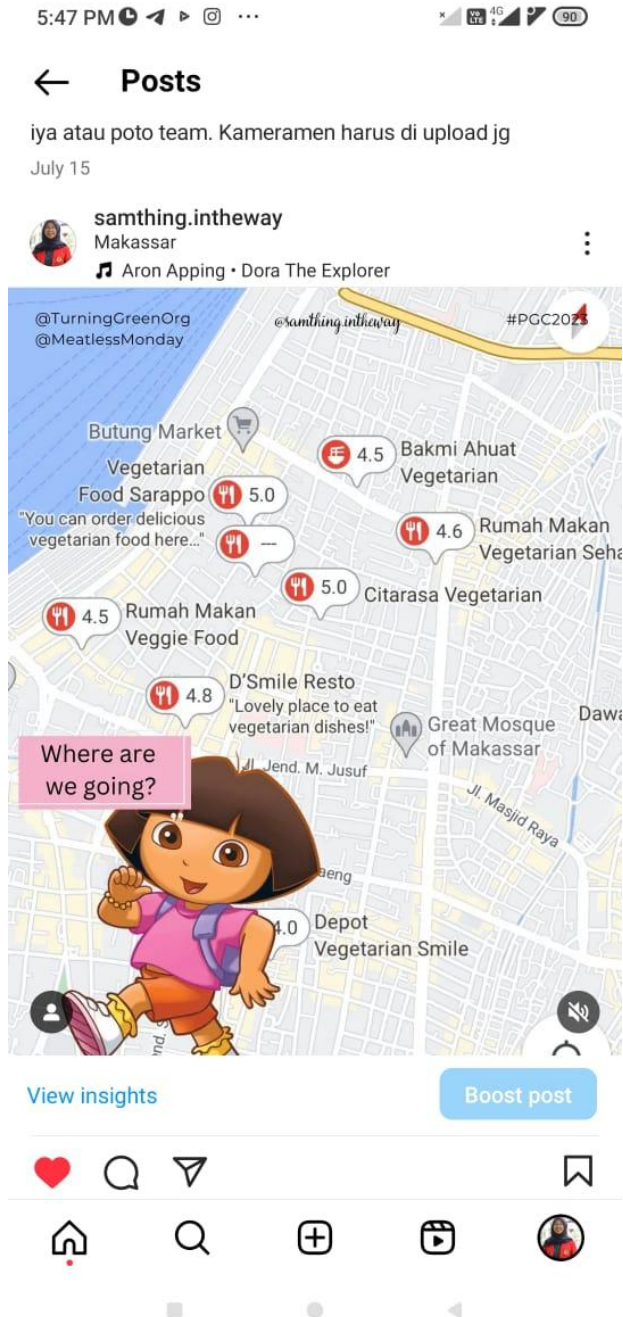 5:47 PM
VO
LTE
4G
90
Posts
iya atau poto team. Kameramen harus di upload jg
July 15
samthing.intheway
Makassar
Aron Apping • Dora The Explorer
@TurningGreenOrg
@MeatlessMonday
@samthing.intheway
#PGC2023
Butung Market
4.5
Bakmi Ahuat
Vegetarian
Vegetarian
Food Sarappo
5.0
"You can order delicious
vegetarian food here..."
---
4.6
Rumah Makan
Vegetarian Seha
5.0
Citarasa Vegetarian
4.5
Rumah Makan
Veggie Food
4.8
D'Smile Resto
"Lovely place to eat
vegetarian dishes!"
Great Mosque
of Makassar
Dawa
Where are
we going?
Jl. Jend. M. Jusuf
Jl. Masjid Raya
aeng
4.0
Depot
Vegetarian Smile
end. S
View insights
Boost post